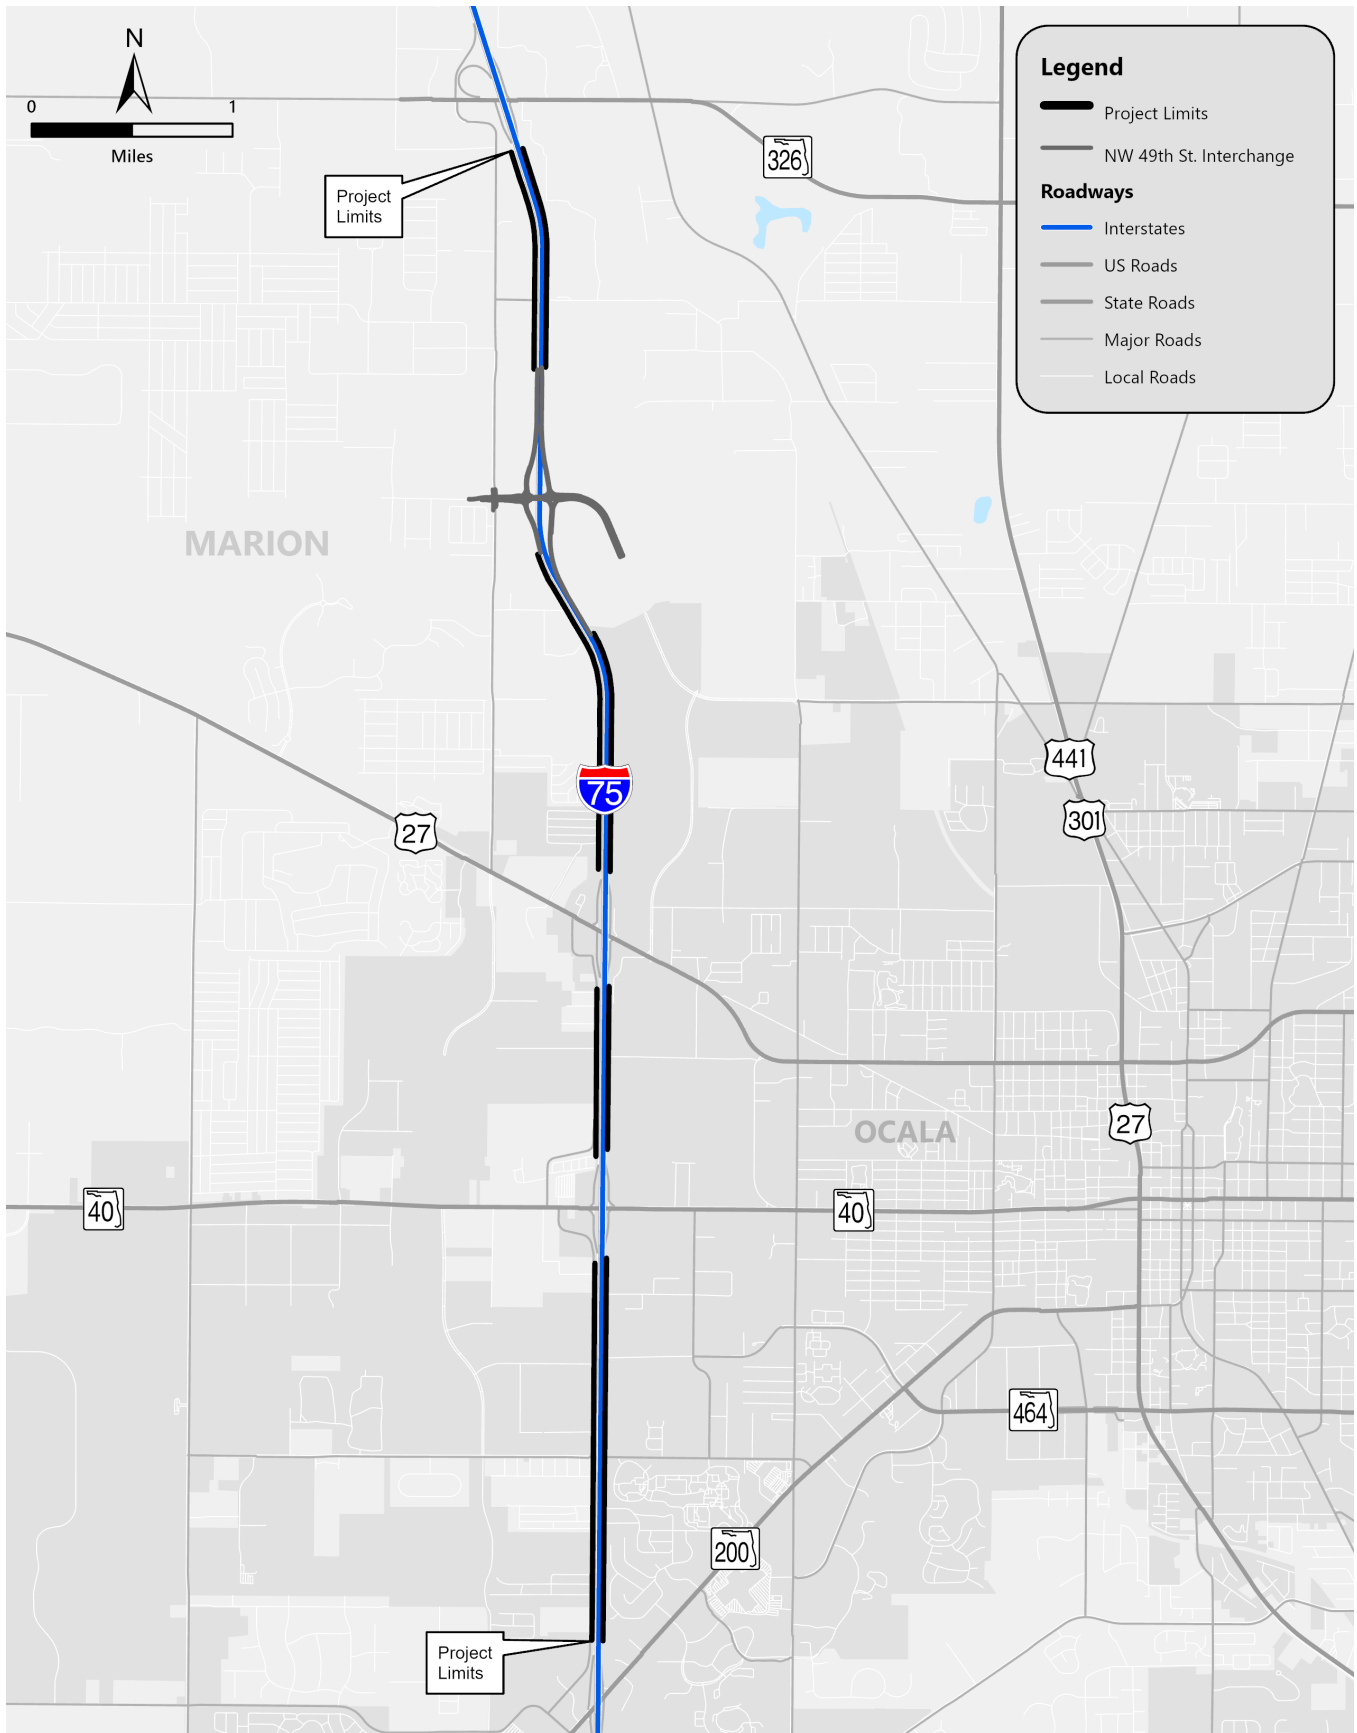 N
0 1
Miles
Legend
Project Limits
NW 49th St. Interchange
Roadways
Interstates
US Roads
State Roads
Major Roads
Local Roads
326
Project
Limits
MARION
441
75
301
27
27
OCALA
40
40
464
200
Project
Limits